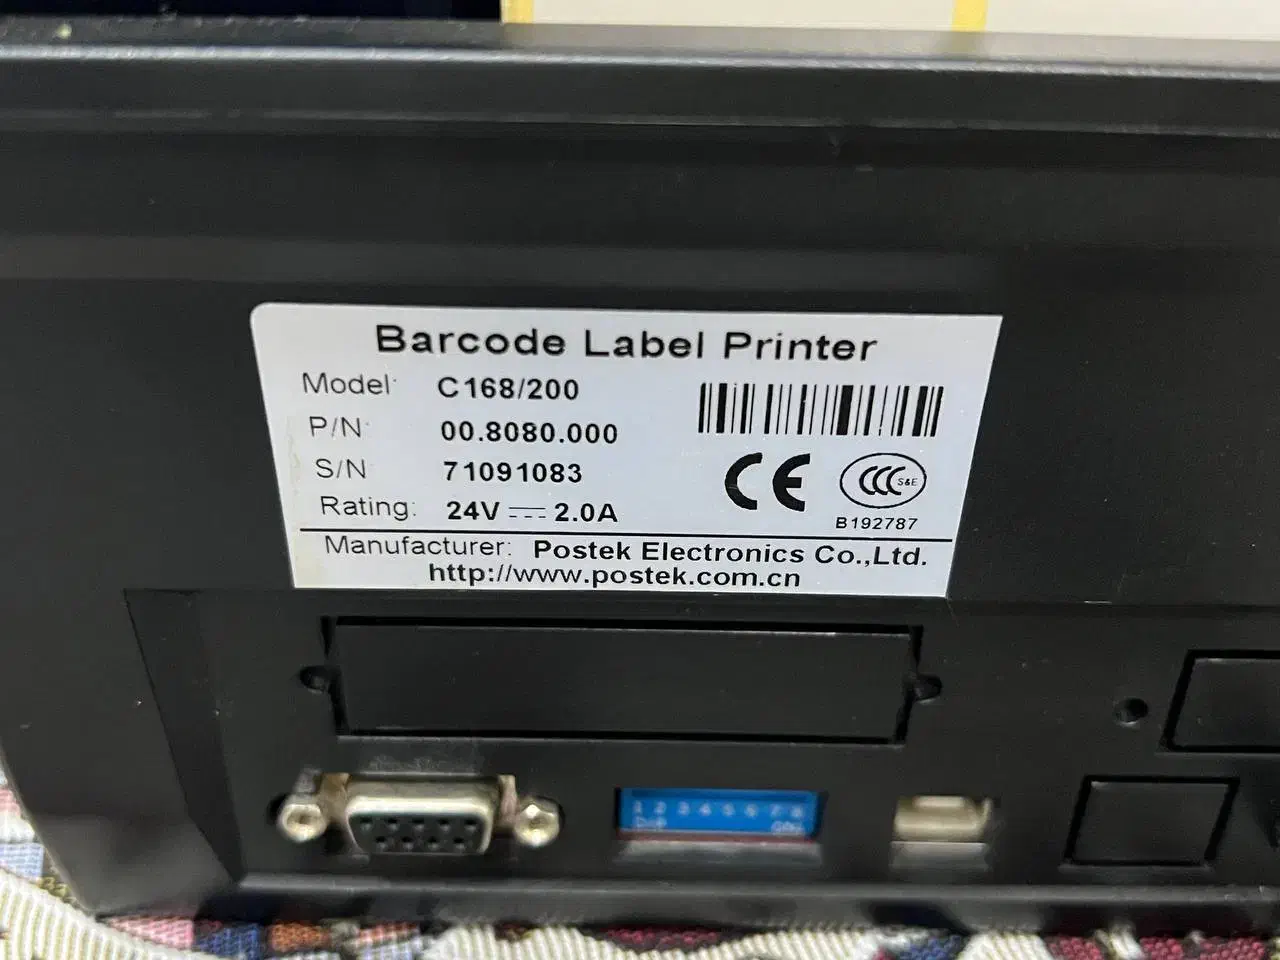 Barcode Label Printer
Model: C168/200
P/N: 00.8080.000
S/N 71091083
Rating: 24V 2.0A
CE
CCC S&E
B192787
Manufacturer: Postek Electronics Co.,Ltd.
http://www.postek.com.cn
1 2 3 4 5 6 7 8
DIP